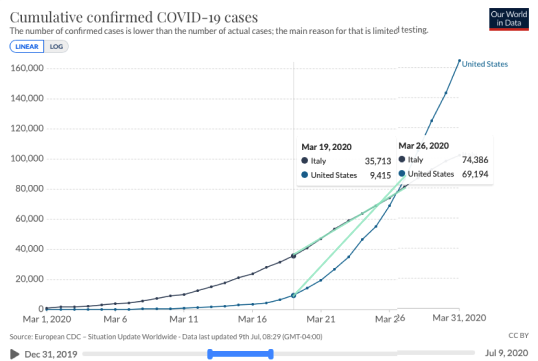 Cumulative confirmed COVID-19 cases
The number of confirmed cases is lower than the number of actual cases; the main reason for that is limited testing.
Our World
in Data
LINEAR LOG
160,000
140,000
120,000
100,000
80,000
60,000
40,000
20,000
0
United States
Mar 19, 2020
Italy 35,713
United States 9,415
Mar 26, 2020
Italy 74,386
United States 69,194
Mar 1, 2020 Mar 6 Mar 11 Mar 16 Mar 21 Mar 26 Mar 31, 2020
Source: European CDC – Situation Update Worldwide - Data last updated 9th Jul, 08:29 (GMT-04:00) CC BY
Dec 31, 2019 Jul 9, 2020